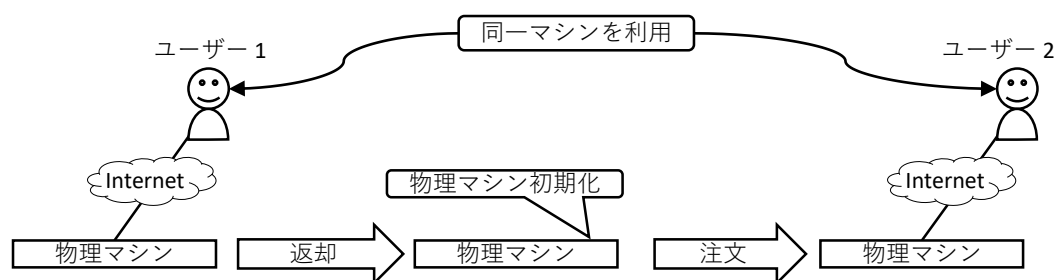 同一マシンを利用
ユーザー 1
ユーザー 2
Internet
Internet
物理マシン初期化
物理マシン
返却
物理マシン
注文
物理マシン